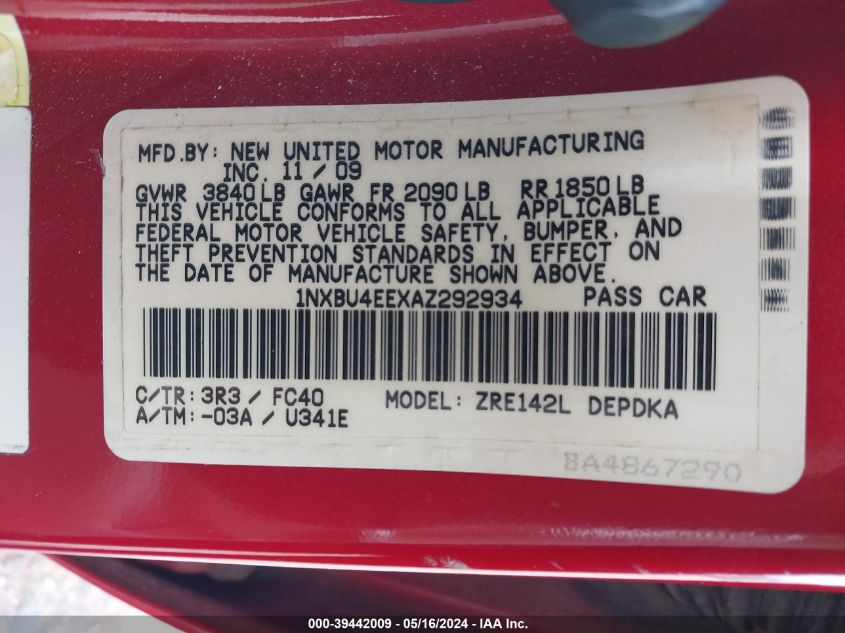 MFD.BY: NEW UNITED MOTOR MANUFACTURING
INC. 11 / 09
GVWR 3840 LB GAWR FR 2090 LB RR 1850 LB
THIS VEHICLE CONFORMS TO ALL APPLICABLE
FEDERAL MOTOR VEHICLE SAFETY, BUMPER, AND
THEFT PREVENTION STANDARDS IN EFFECT ON
THE DATE OF MANUFACTURE SHOWN ABOVE.
1NXBU4EEXAZ292934 PASS CAR
C/TR: 3R3 / FC40 MODEL: ZRE142L DEPDKA
A/TM: -03A / U341E
BA4867290
000-39442009 - 05/16/2024 - IAA Inc.